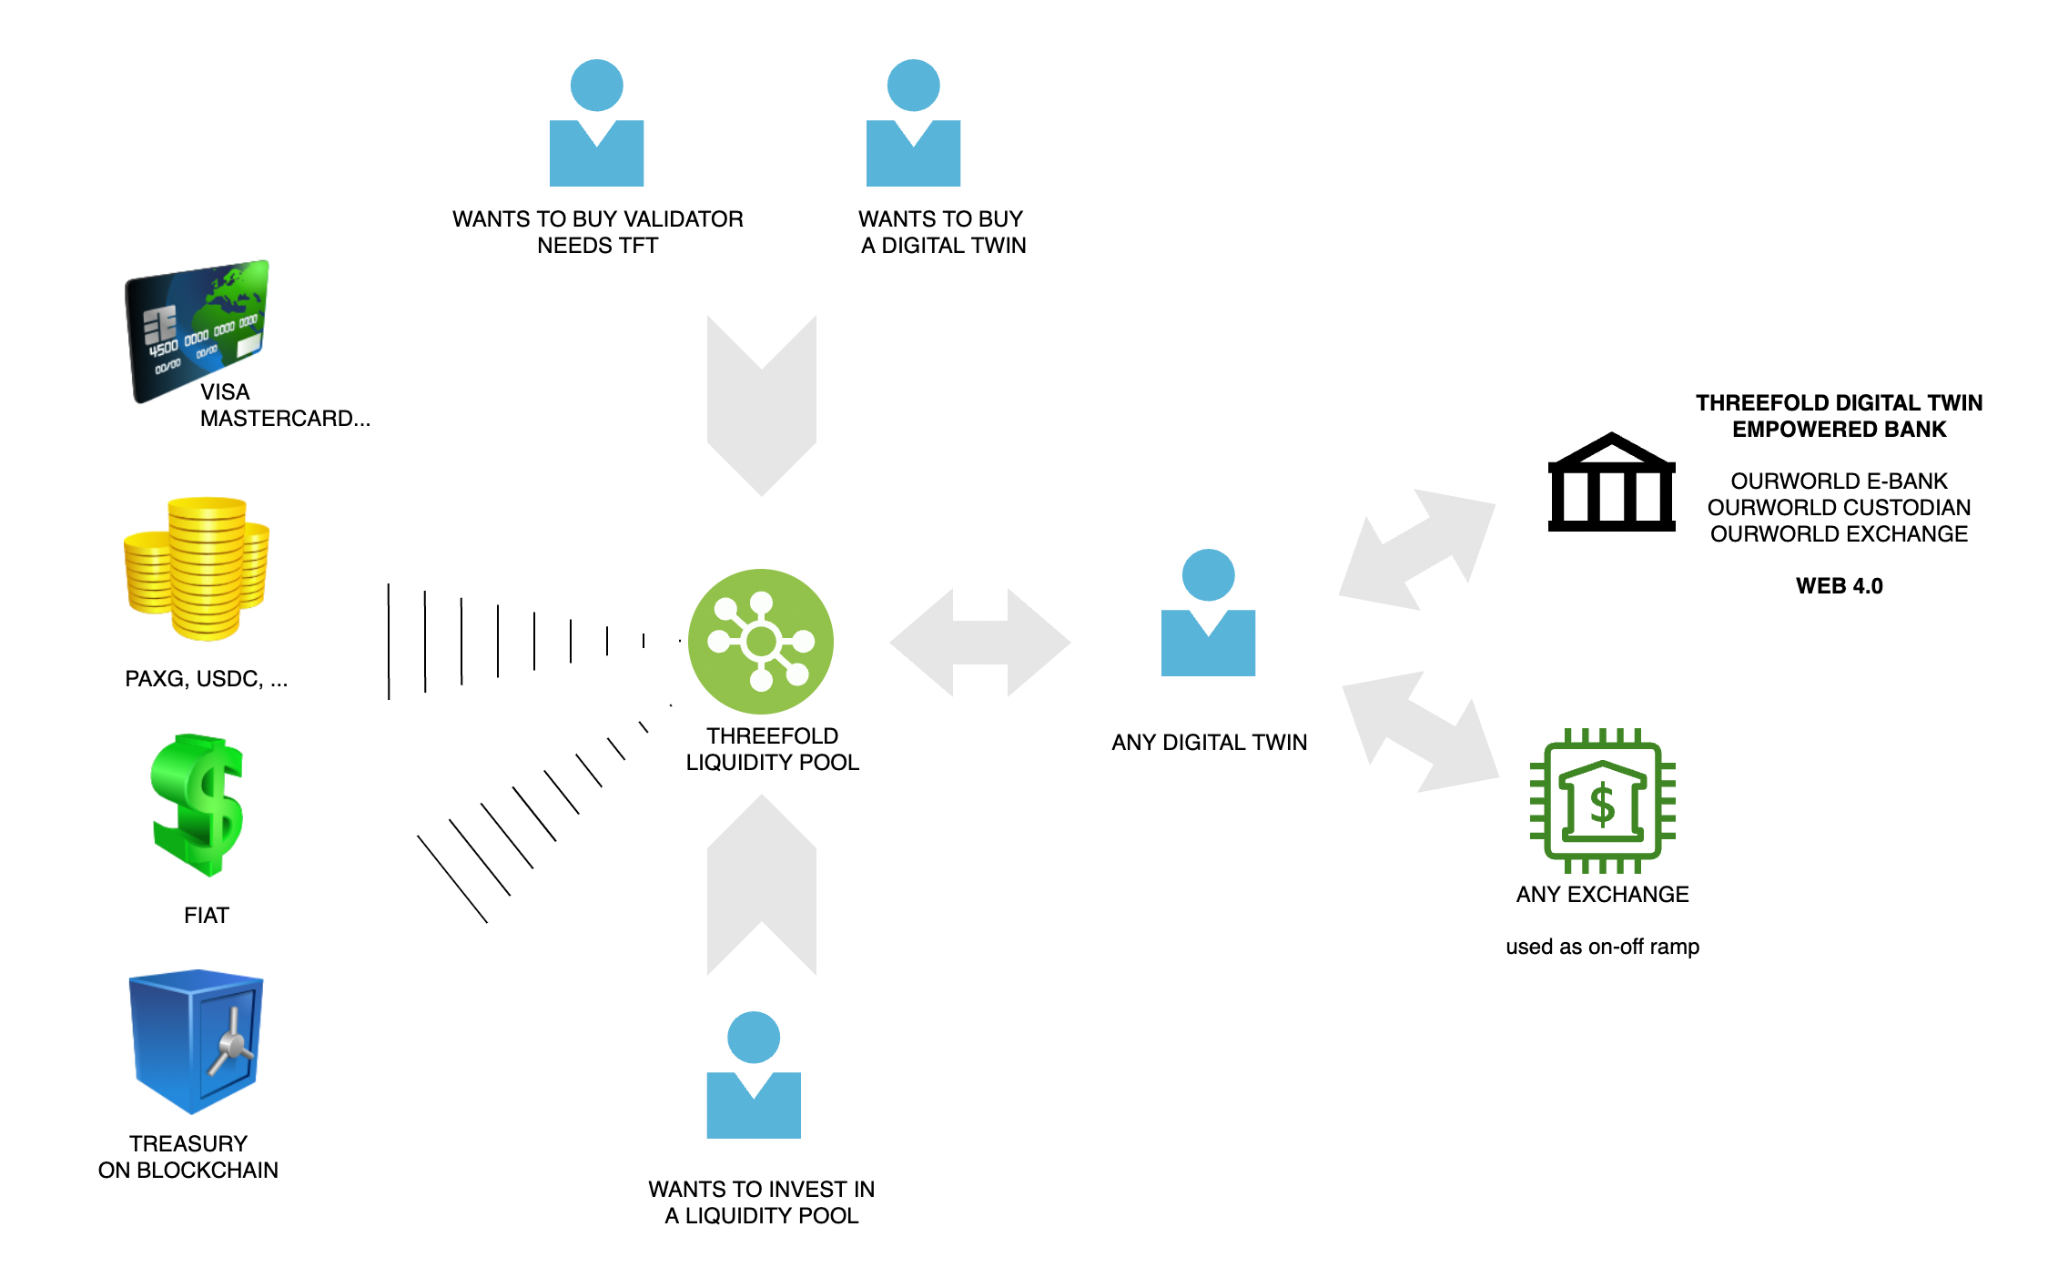 WANTS TO BUY VALIDATOR
NEEDS TFT
WANTS TO BUY
A DIGITAL TWIN
4500 0000 0000 0000
00/00 00/00
VISA
MASTERCARD...
PAXG, USDC, ...
FIAT
TREASURY
ON BLOCKCHAIN
THREEFOLD
LIQUIDITY POOL
WANTS TO INVEST IN
A LIQUIDITY POOL
ANY DIGITAL TWIN
THREEFOLD DIGITAL TWIN
EMPOWERED BANK
OURWORLD E-BANK
OURWORLD CUSTODIAN
OURWORLD EXCHANGE
WEB 4.0
$
ANY EXCHANGE
used as on-off ramp